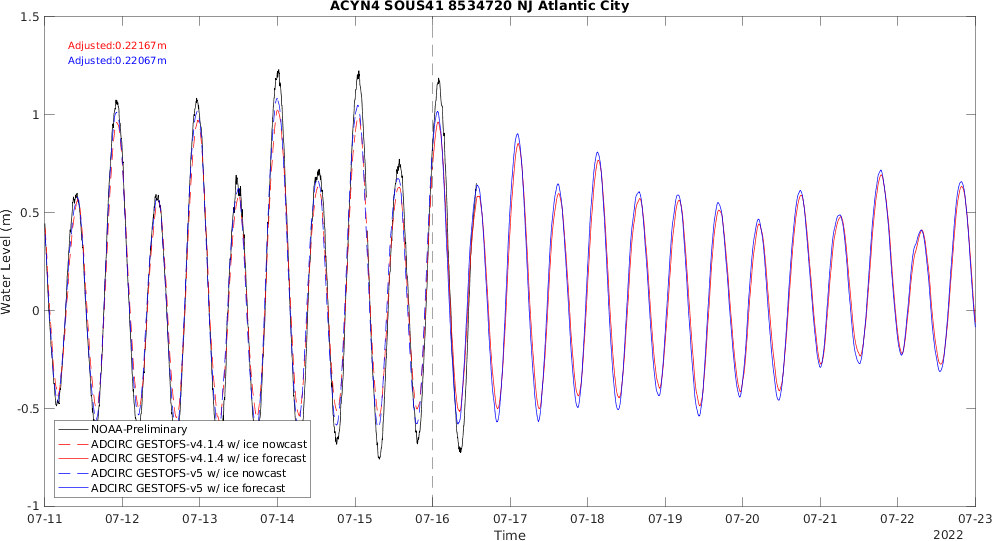 ACYN4 SOUS41 8534720 NJ Atlantic City
1.5
Adjusted:0.22167m
Adjusted:0.22067m
1
0.5
Water Level (m)
0
-0.5
NOAA-Preliminary
ADCIRC GESTOFS-v4.1.4 w/ ice nowcast
ADCIRC GESTOFS-v4.1.4 w/ ice forecast
ADCIRC GESTOFS-v5 w/ ice nowcast
ADCIRC GESTOFS-v5 w/ ice forecast
-1
07-11 07-12 07-13 07-14 07-15 07-16 07-17 07-18 07-19 07-20 07-21 07-22 07-23
Time
2022